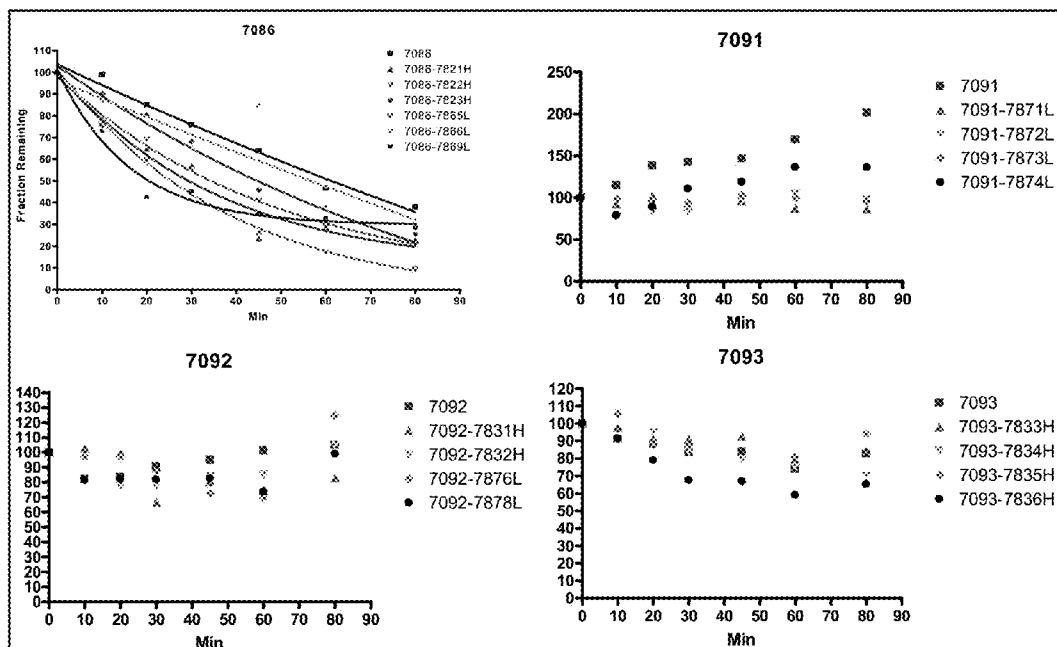 7086
110
100
90
80
70
60
50
40
30
20
10
0
Fraction Remaining
0 10 20 30 40 50 60 70 80 90
Min
7086
7086-7821H
7086-7822H
7086-7823H
7086-7865L
7086-7866L
7086-7869L
7091
250
200
150
100
50
0
0 10 20 30 40 50 60 70 80 90
Min
7091
7091-7871L
7091-7872L
7091-7873L
7091-7874L
7092
140
130
120
110
100
90
80
70
60
50
40
30
20
10
0
0 10 20 30 40 50 60 70 80 90
Min
7092
7092-7831H
7092-7832H
7092-7876L
7092-7878L
7093
120
110
100
90
80
70
60
50
40
30
20
10
0
0 10 20 30 40 50 60 70 80 90
Min
7093
7093-7833H
7093-7834H
7093-7835H
7093-7836H